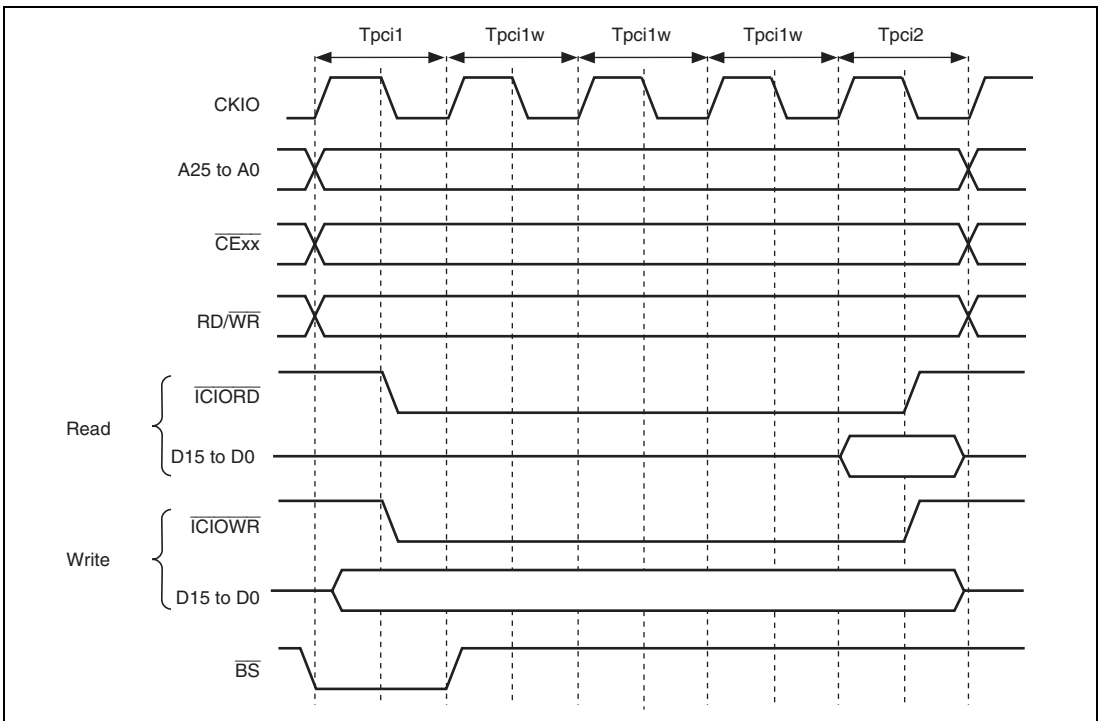 Tpci1 Tpci1w Tpci1w Tpci1w Tpci2
CKIO
A25 to A0
CExx
RD/WR
ICIORD
Read
D15 to D0
ICIOWR
Write
D15 to D0
BS